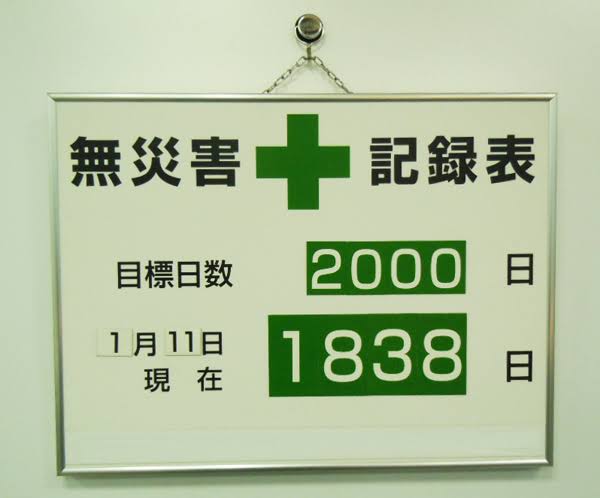 無災害 記録表
目標日数 2000 日
1月11日
現在 1838 日